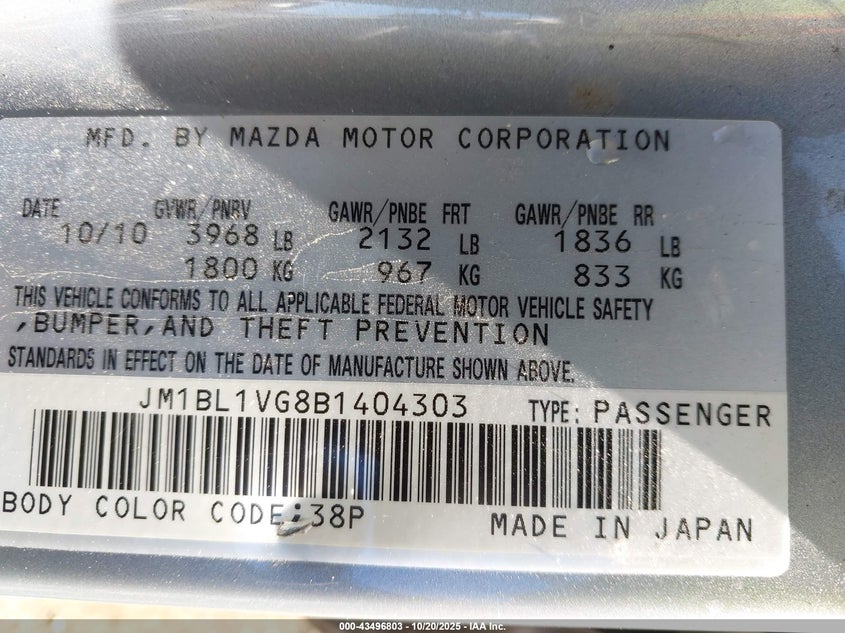 MFD. BY MAZDA MOTOR CORPORATION
DATE GVWR/PNBV GAWR/PNBE FRT GAWR/PNBE RR
10/10 3968 LB 2132 LB 1836 LB
1800 KG 967 KG 833 KG
THIS VEHICLE CONFORMS TO ALL APPLICABLE FEDERAL MOTOR VEHICLE SAFETY
,BUMPER,AND THEFT PREVENTION
STANDARDS IN EFFECT ON THE DATE OF MANUFACTURE SHOWN ABOVE.
JM1BL1VG8B1404303 TYPE: PASSENGER
BODY COLOR CODE:38P
MADE IN JAPAN
000-43496803 - 10/20/2025 - IAA Inc.